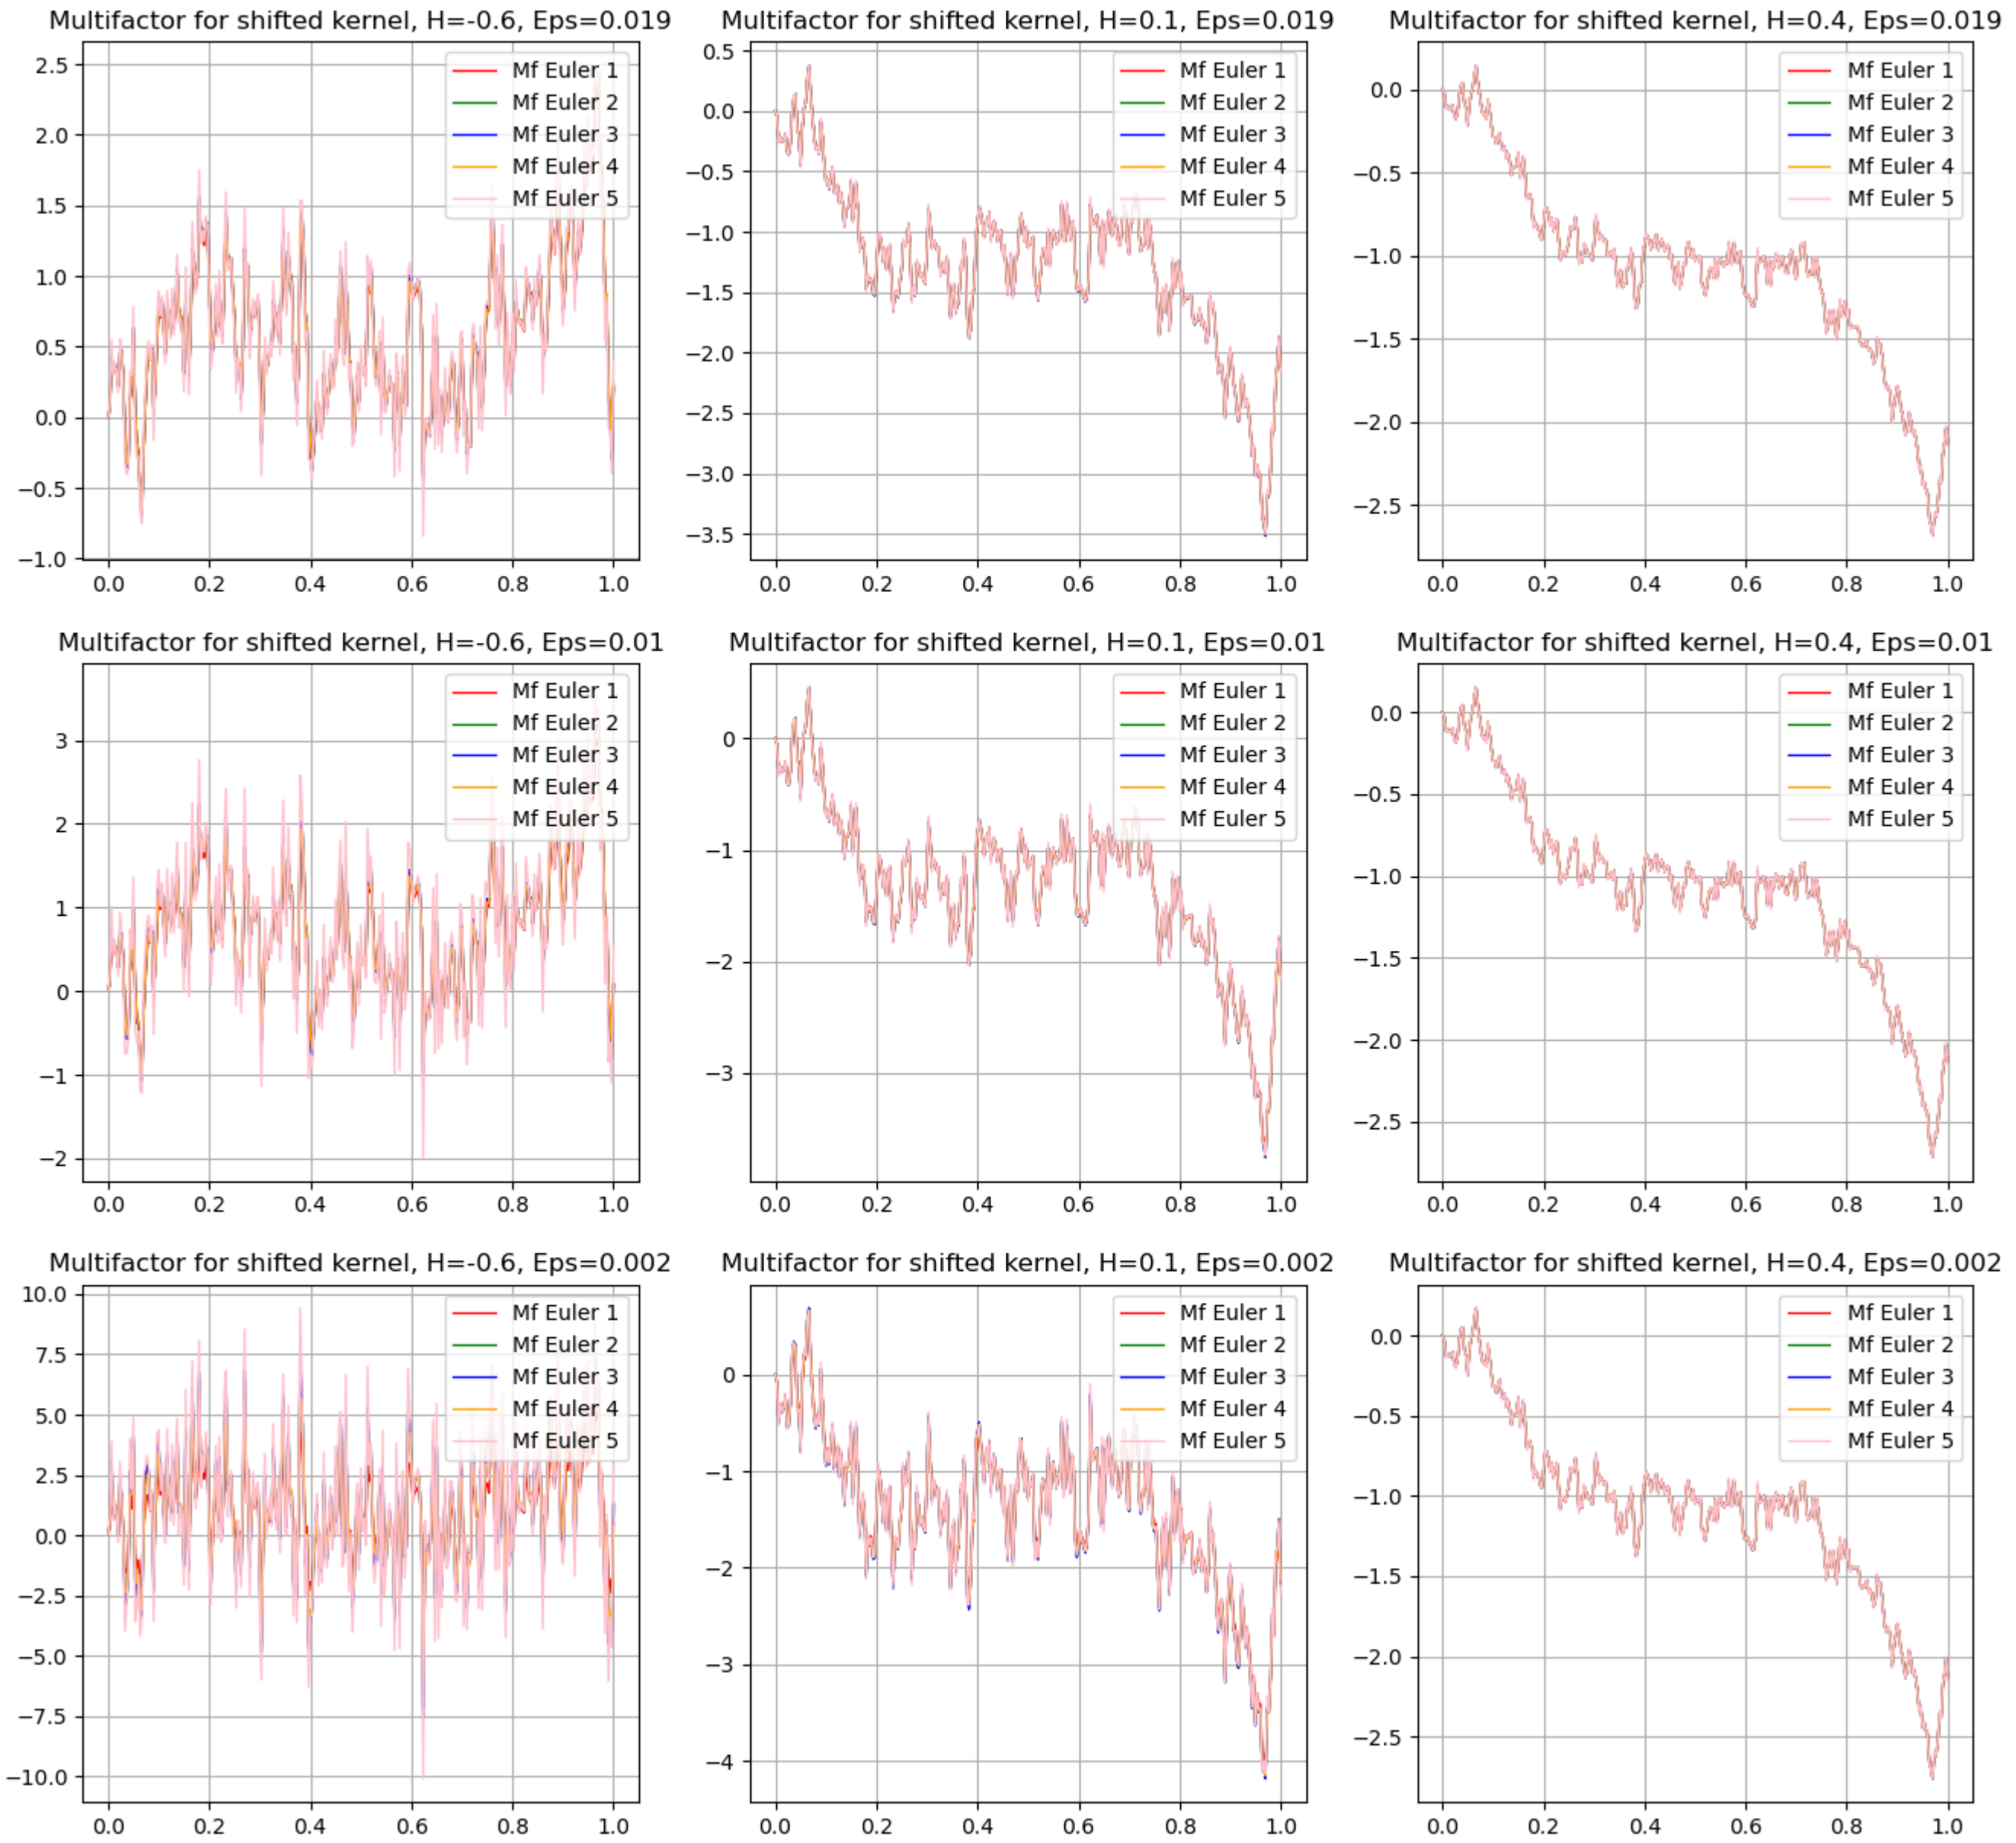 Multifactor for shifted kernel, H=-0.6, Eps=0.019
2.5
2.0
1.5
1.0
0.5
0.0
−0.5
−1.0
Mf Euler 1
Mf Euler 2
Mf Euler 3
Mf Euler 4
Mf Euler 5
0.0 0.2 0.4 0.6 0.8 1.0
Multifactor for shifted kernel, H=0.1, Eps=0.019
0.5
0.0
−0.5
−1.0
−1.5
−2.0
−2.5
−3.0
−3.5
Mf Euler 1
Mf Euler 2
Mf Euler 3
Mf Euler 4
Mf Euler 5
0.0 0.2 0.4 0.6 0.8 1.0
Multifactor for shifted kernel, H=0.4, Eps=0.019
0.0
−0.5
−1.0
−1.5
−2.0
−2.5
Mf Euler 1
Mf Euler 2
Mf Euler 3
Mf Euler 4
Mf Euler 5
0.0 0.2 0.4 0.6 0.8 1.0
Multifactor for shifted kernel, H=-0.6, Eps=0.01
3
2
1
0
−1
−2
Mf Euler 1
Mf Euler 2
Mf Euler 3
Mf Euler 4
Mf Euler 5
0.0 0.2 0.4 0.6 0.8 1.0
Multifactor for shifted kernel, H=0.1, Eps=0.01
0
−1
−2
−3
Mf Euler 1
Mf Euler 2
Mf Euler 3
Mf Euler 4
Mf Euler 5
0.0 0.2 0.4 0.6 0.8 1.0
Multifactor for shifted kernel, H=0.4, Eps=0.01
0.0
−0.5
−1.0
−1.5
−2.0
−2.5
Mf Euler 1
Mf Euler 2
Mf Euler 3
Mf Euler 4
Mf Euler 5
0.0 0.2 0.4 0.6 0.8 1.0
Multifactor for shifted kernel, H=-0.6, Eps=0.002
10.0
7.5
5.0
2.5
0.0
−2.5
−5.0
−7.5
−10.0
Mf Euler 1
Mf Euler 2
Mf Euler 3
Mf Euler 4
Mf Euler 5
0.0 0.2 0.4 0.6 0.8 1.0
Multifactor for shifted kernel, H=0.1, Eps=0.002
0
−1
−2
−3
−4
Mf Euler 1
Mf Euler 2
Mf Euler 3
Mf Euler 4
Mf Euler 5
0.0 0.2 0.4 0.6 0.8 1.0
Multifactor for shifted kernel, H=0.4, Eps=0.002
0.0
−0.5
−1.0
−1.5
−2.0
−2.5
Mf Euler 1
Mf Euler 2
Mf Euler 3
Mf Euler 4
Mf Euler 5
0.0 0.2 0.4 0.6 0.8 1.0